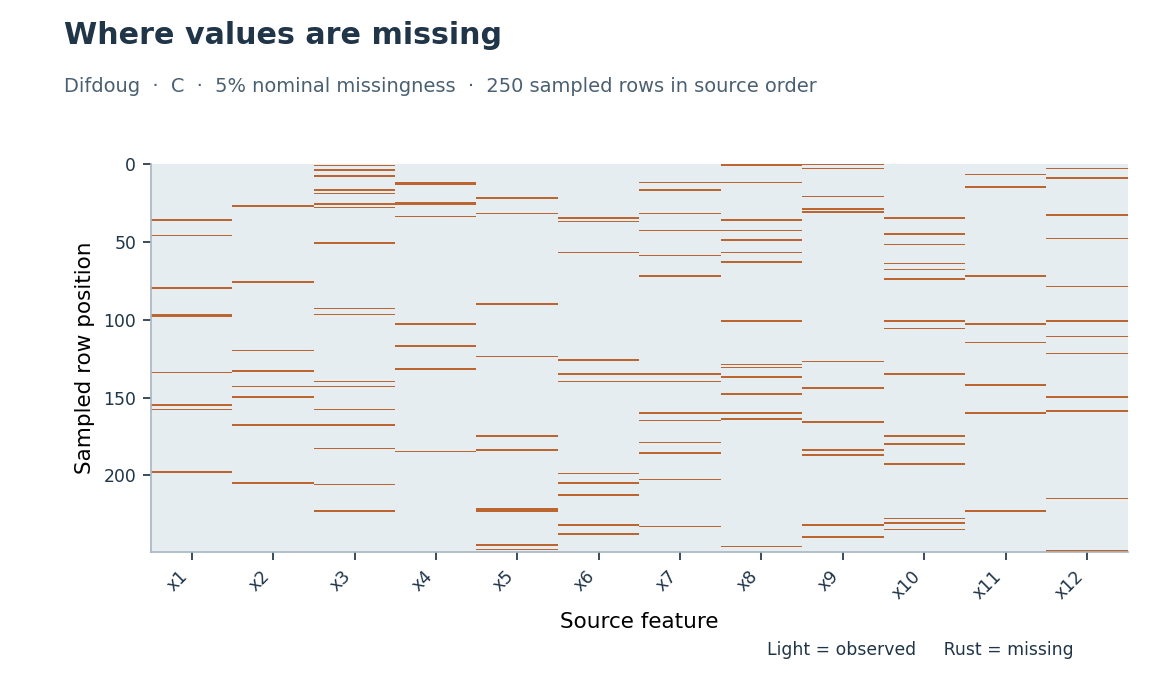 Where values are missing
Difdoug · C · 5% nominal missingness · 250 sampled rows in source order
Sampled row position
0
50
100
150
200
x1 x2 x3 x4 x5 x6 x7 x8 x9 x10 x11 x12
Source feature
Light = observed Rust = missing